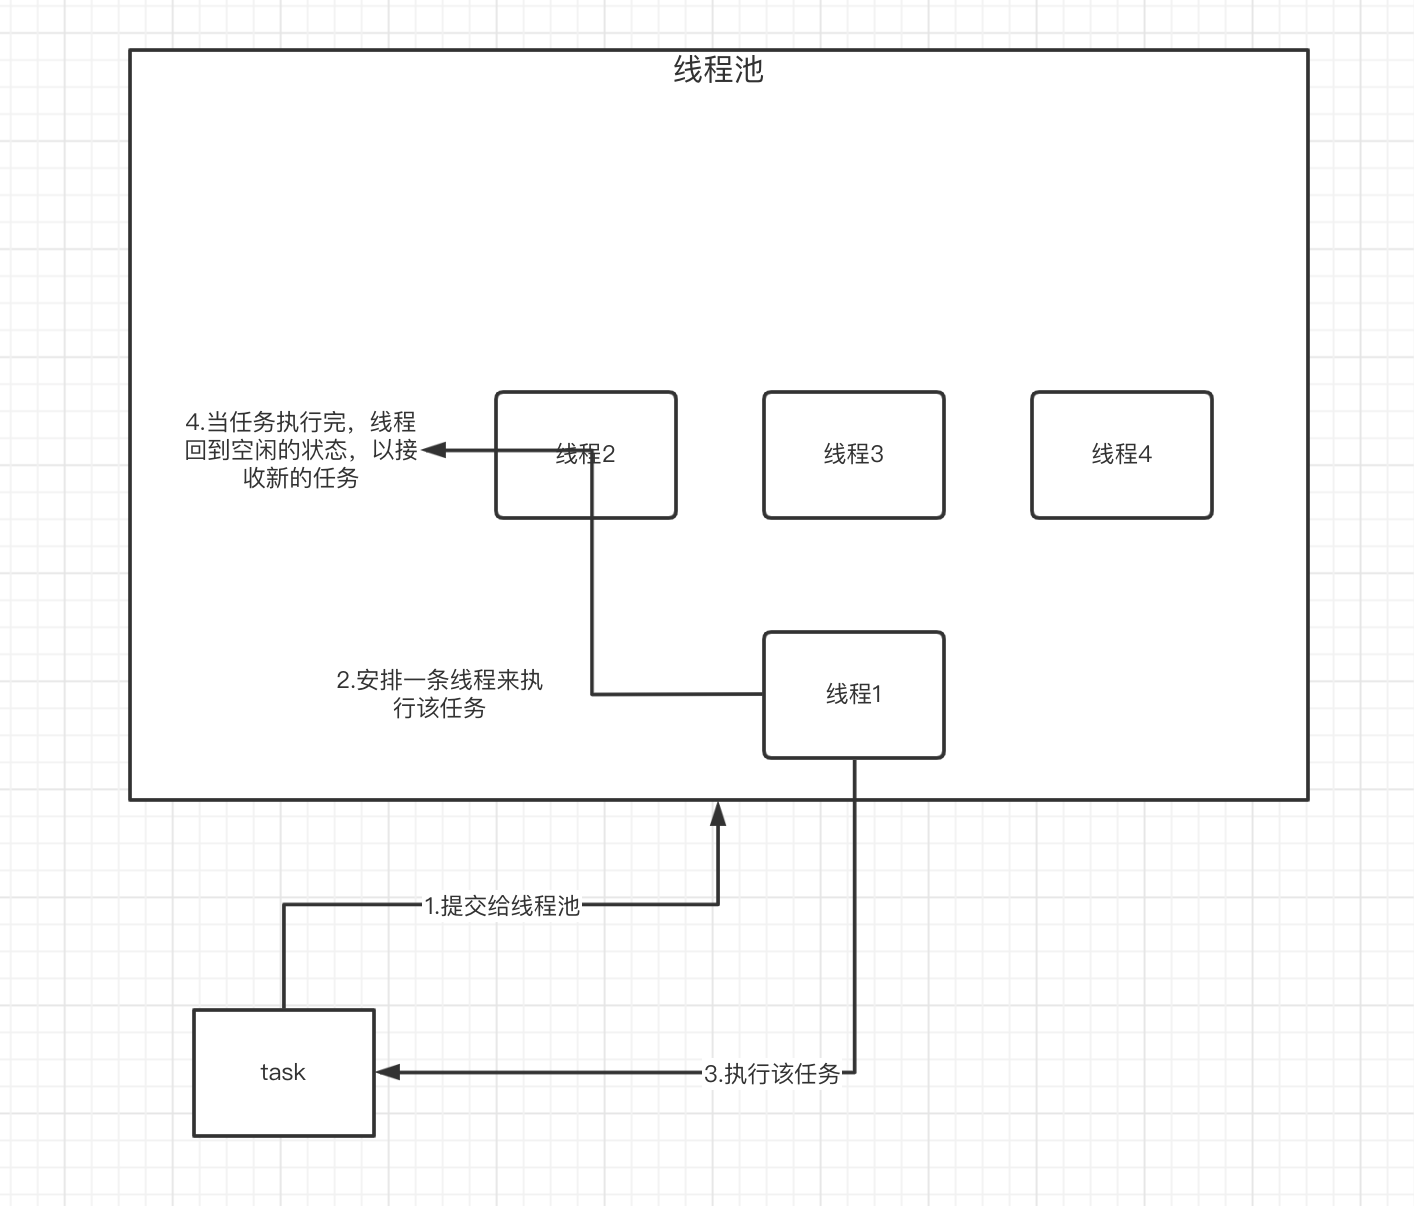 线程池
4.当任务执行完，线程
回到空闲的状态，以接
收新的任务
线程2
线程3
线程4
2.安排一条线程来执
行该任务
线程1
1.提交给线程池
task
3.执行该任务